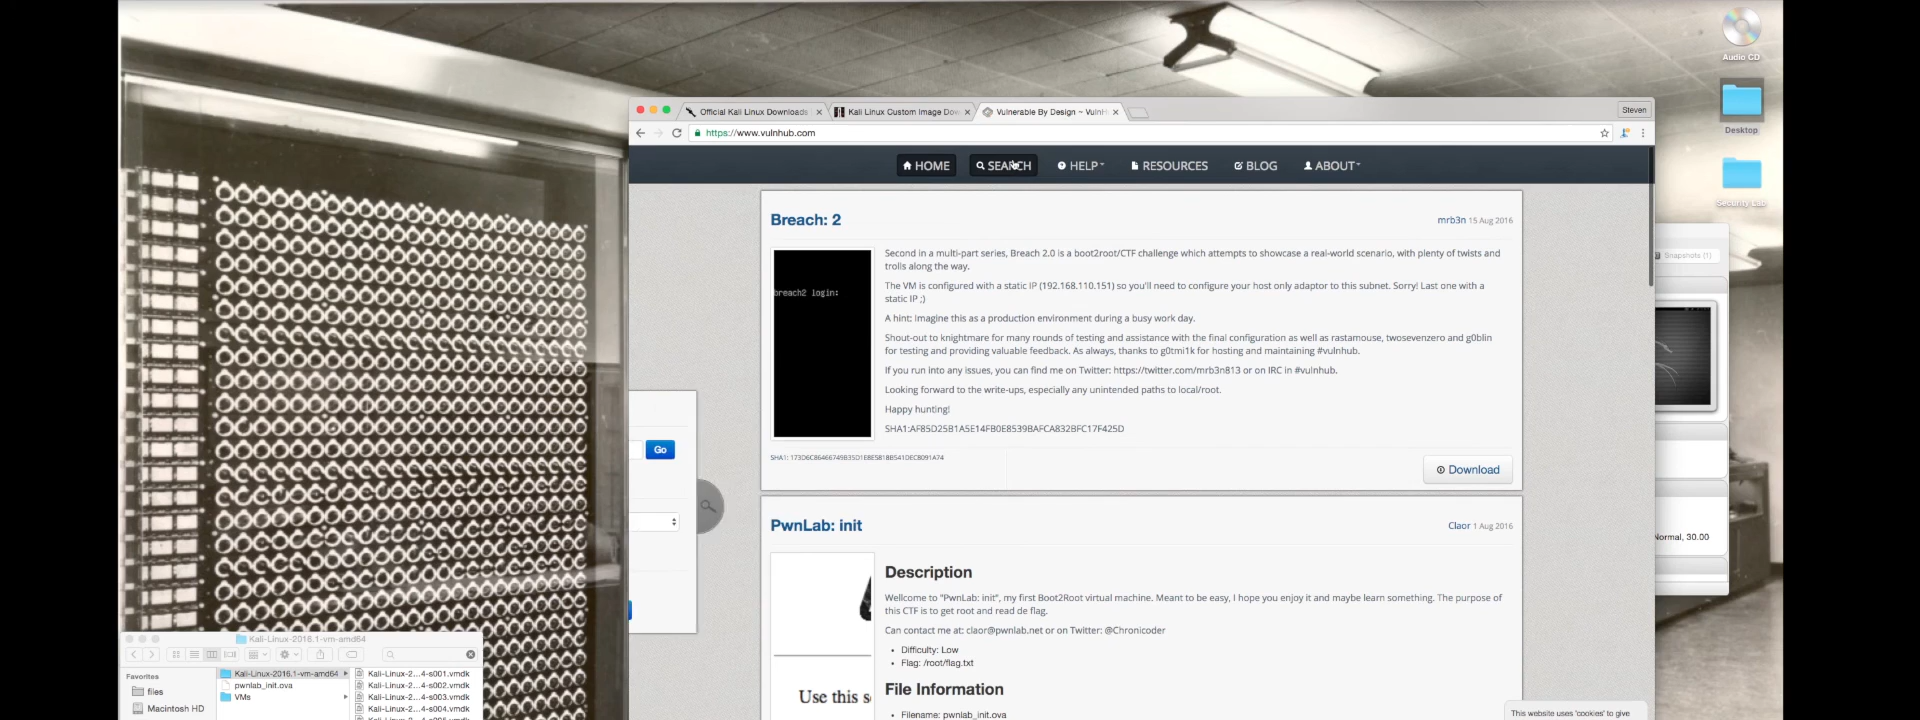 Audio CD
Desktop
Security Lab
Official Kali Linux Downloads
Kali Linux Custom Image Dow
Vulnerable By Design ~ VulnH
Steven
https://www.vulnhub.com
HOME
SEARCH
HELP
RESOURCES
BLOG
ABOUT
Breach: 2
mrb3n 15 Aug 2016
breach2 login:
Second in a multi-part series, Breach 2.0 is a boot2root/CTF challenge which attempts to showcase a real-world scenario, with plenty of twists and
trolls along the way.
The VM is configured with a static IP (192.168.110.151) so you'll need to configure your host only adaptor to this subnet. Sorry! Last one with a
static IP ;)
A hint: Imagine this as a production environment during a busy work day.
Shout-out to knightmare for many rounds of testing and assistance with the final configuration as well as rastamouse, twosevenzero and g0blin
for testing and providing valuable feedback. As always, thanks to g0tmi1k for hosting and maintaining #vulnhub.
If you run into any issues, you can find me on Twitter: https://twitter.com/mrb3n813 or on IRC in #vulnhub.
Looking forward to the write-ups, especially any unintended paths to local/root.
Happy hunting!
SHA1:AF85D25B1A5E14FB0E8539BAFCA832BFC17F425D
Download
Go
Snapshots (1)
Normal, 30.00
PwnLab: init
Claor 1 Aug 2016
Use this s
Description
Welcome to "PwnLab: init", my first Boot2Root virtual machine. Meant to be easy, I hope you enjoy it and maybe learn something. The purpose of
this CTF is to get root and read de flag.
Can contact me at: claor@pwnlab.net or on Twitter: @Chronicoder
• Difficulty: Low
• Flag: /root/flag.txt
File Information
• Filename: pwnlab_init.ova
This website uses 'cookies' to give
Kali-Linux-2016.1-vm-amd64
Favorites
files
Macintosh HD
Kali-Linux-2016.1-vm-amd64
pwnlab_init.ova
VMs
Kali-Linux-2...4-s001.vmdk
Kali-Linux-2...4-s002.vmdk
Kali-Linux-2...4-s003.vmdk
Kali-Linux-2...4-s004.vmdk